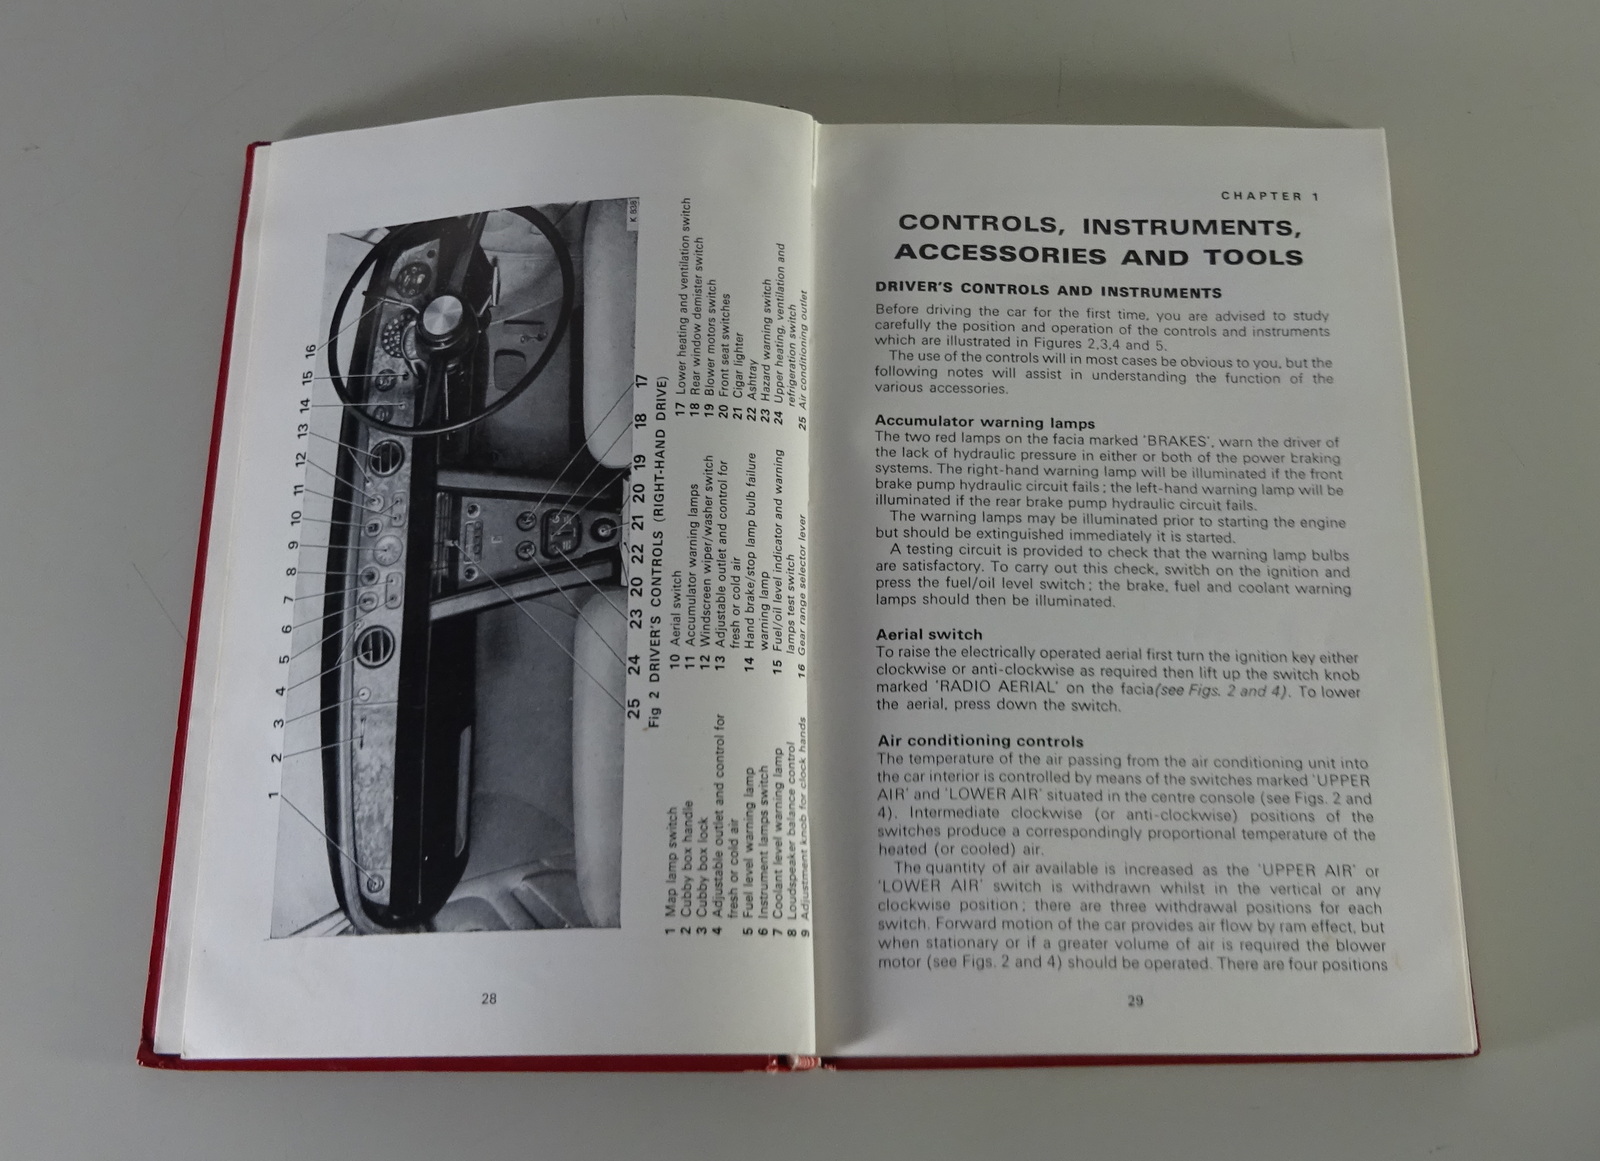 1
2
3
4
5
6
7
8
9
10
11
12
13
14
15
16
17
18
19
20
21
22
20
23
24
25
K 838
Fig 2 DRIVER'S CONTROLS (RIGHT-HAND DRIVE)
1 Map lamp switch
2 Cubby box handle
3 Cubby box lock
4 Adjustable outlet and control for
fresh or cold air
5 Fuel level warning lamp
6 Instrument lamps switch
7 Coolant level warning lamp
8 Loudspeaker balance control
9 Adjustment knob for clock hands
10 Aerial switch
11 Accumulator warning lamps
12 Windscreen wiper/washer switch
13 Adjustable outlet and control for
fresh or cold air
14 Hand brake/stop lamp bulb failure
warning lamp
15 Fuel/oil level indicator and warning
lamps test switch
16 Gear range selector lever
17 Lower heating and ventilation switch
18 Rear window demister switch
19 Blower motors switch
20 Front seat switches
21 Cigar lighter
22 Ashtray
23 Hazard warning switch
24 Upper heating, ventilation and
refrigeration switch
25 Air conditioning outlet
28
CHAPTER 1
CONTROLS, INSTRUMENTS,
ACCESSORIES AND TOOLS
DRIVER'S CONTROLS AND INSTRUMENTS
Before driving the car for the first time, you are advised to study
carefully the position and operation of the controls and instruments
which are illustrated in Figures 2,3,4 and 5.
The use of the controls will in most cases be obvious to you, but the
following notes will assist in understanding the function of the
various accessories.
Accumulator warning lamps
The two red lamps on the facia marked 'BRAKES', warn the driver of
the lack of hydraulic pressure in either or both of the power braking
systems. The right-hand warning lamp will be illuminated if the front
brake pump hydraulic circuit fails; the left-hand warning lamp will be
illuminated if the rear brake pump hydraulic circuit fails.
The warning lamps may be illuminated prior to starting the engine
but should be extinguished immediately it is started.
A testing circuit is provided to check that the warning lamp bulbs
are satisfactory. To carry out this check, switch on the ignition and
press the fuel/oil level switch; the brake, fuel and coolant warning
lamps should then be illuminated.
Aerial switch
To raise the electrically operated aerial first turn the ignition key either
clockwise or anti-clockwise as required then lift up the switch knob
marked 'RADIO AERIAL' on the facia(see Figs. 2 and 4). To lower
the aerial, press down the switch.
Air conditioning controls
The temperature of the air passing from the air conditioning unit into
the car interior is controlled by means of the switches marked 'UPPER
AIR' and 'LOWER AIR' situated in the centre console (see Figs. 2 and
4). Intermediate clockwise (or anti-clockwise) positions of the
switches produce a correspondingly proportional temperature of the
heated (or cooled) air.
The quantity of air available is increased as the 'UPPER AIR' or
'LOWER AIR' switch is withdrawn whilst in the vertical or any
clockwise position; there are three withdrawal positions for each
switch. Forward motion of the car provides air flow by ram effect, but
when stationary or if a greater volume of air is required the blower
motor (see Figs. 2 and 4) should be operated. There are four positions
29